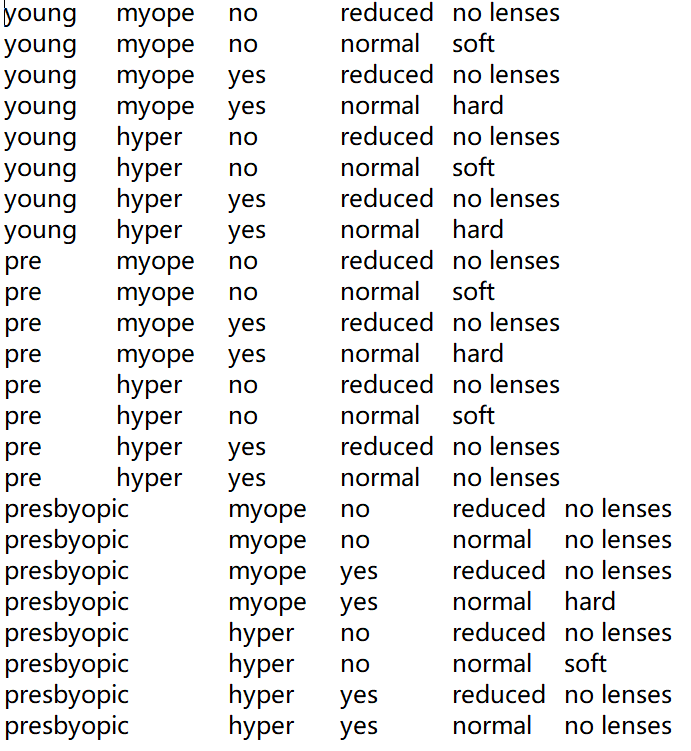 young myope no reduced no lenses
young myope no normal soft
young myope yes reduced no lenses
young myope yes normal hard
young hyper no reduced no lenses
young hyper no normal soft
young hyper yes reduced no lenses
young hyper yes normal hard
pre myope no reduced no lenses
pre myope no normal soft
pre myope yes reduced no lenses
pre myope yes normal hard
pre hyper no reduced no lenses
pre hyper no normal soft
pre hyper yes reduced no lenses
pre hyper yes normal no lenses
presbyopic myope no reduced no lenses
presbyopic myope no normal no lenses
presbyopic myope yes reduced no lenses
presbyopic myope yes normal hard
presbyopic hyper no reduced no lenses
presbyopic hyper no normal soft
presbyopic hyper yes reduced no lenses
presbyopic hyper yes normal no lenses